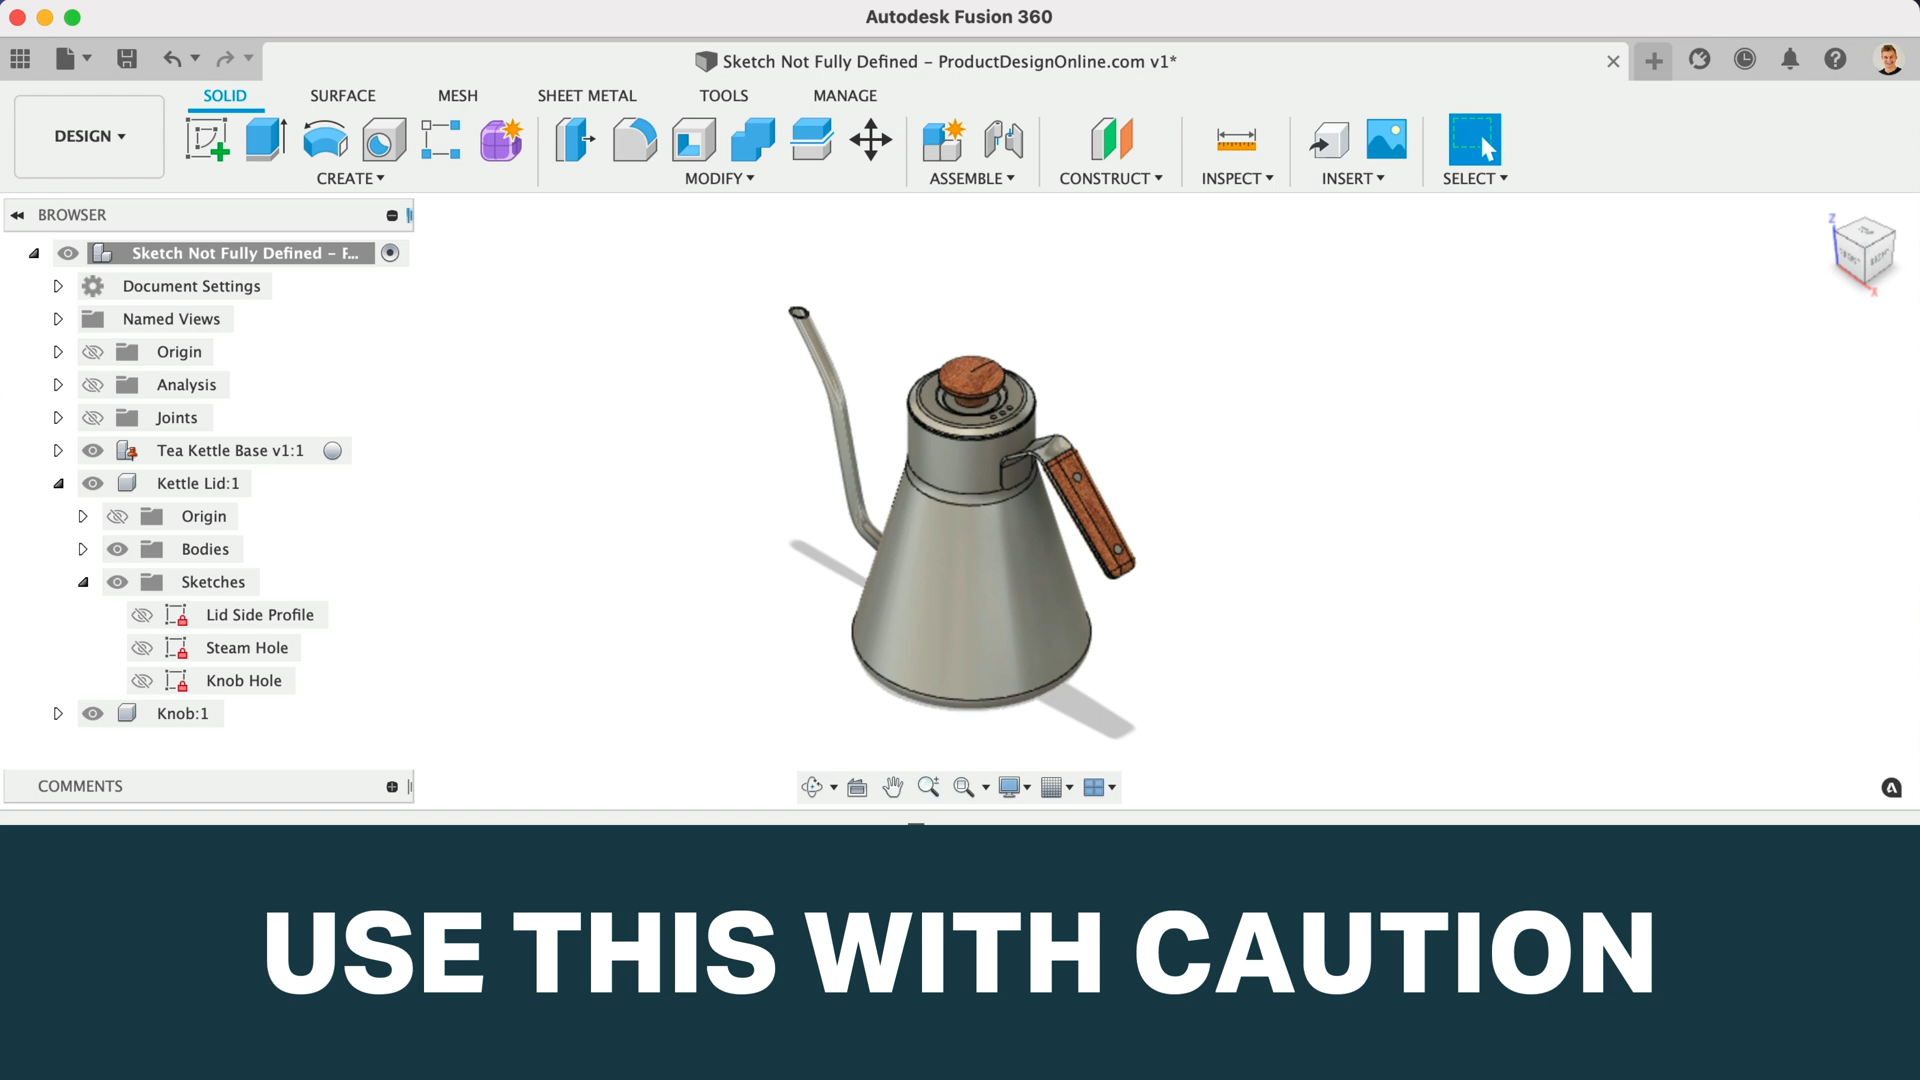 Autodesk Fusion 360
Sketch Not Fully Defined – ProductDesignOnline.com v1*
SOLID
SURFACE
MESH
SHEET METAL
TOOLS
MANAGE
DESIGN
CREATE
MODIFY
ASSEMBLE
CONSTRUCT
INSPECT
INSERT
SELECT
BROWSER
Sketch Not Fully Defined – F...
Document Settings
Named Views
Origin
Analysis
Joints
Tea Kettle Base v1:1
Kettle Lid:1
Origin
Bodies
Sketches
Lid Side Profile
Steam Hole
Knob Hole
Knob:1
COMMENTS
Z
TOP
X
USE THIS WITH CAUTION